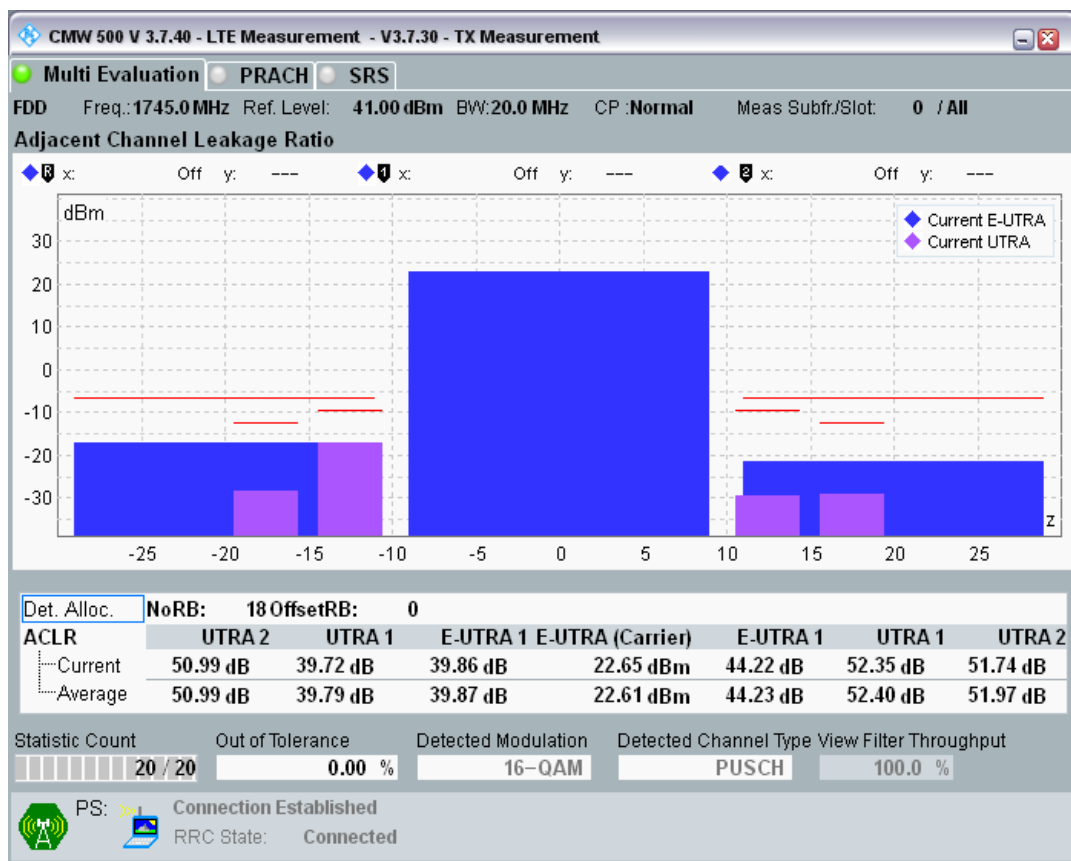 CMW 500 V 3.7.40 - LTE Measurement - V3.7.30 - TX Measurement
Multi Evaluation PRACH SRS
FDD Freq.:1745.0 MHz Ref. Level: 41.00 dBm BW:20.0 MHz CP :Normal Meas Subfr./Slot: 0 / All
Adjacent Channel Leakage Ratio
R x: Off y: --- 1 x: Off y: --- 2 x: Off y: ---
dBm
Current E-UTRA
Current UTRA
30
20
10
0
-10
-20
-30
z
-25 -20 -15 -10 -5 0 5 10 15 20 25
Det. Alloc. NoRB: 18 OffsetRB: 0
ACLR UTRA 2 UTRA 1 E-UTRA 1 E-UTRA (Carrier) E-UTRA 1 UTRA 1 UTRA 2
Current 50.99 dB 39.72 dB 39.86 dB 22.65 dBm 44.22 dB 52.35 dB 51.74 dB
Average 50.99 dB 39.79 dB 39.87 dB 22.61 dBm 44.23 dB 52.40 dB 51.97 dB
Statistic Count Out of Tolerance Detected Modulation Detected Channel Type View Filter Throughput
20 / 20 0.00 % 16-QAM PUSCH 100.0 %
PS: Connection Established
RRC State: Connected